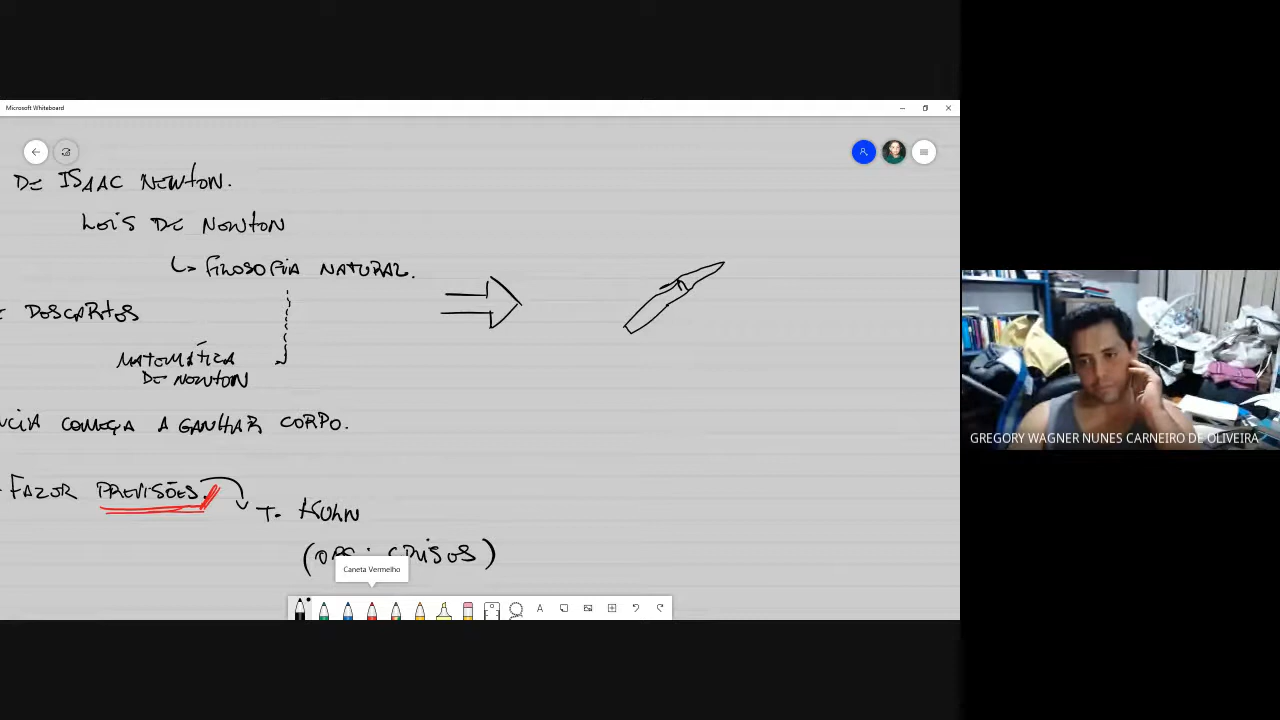 Microsoft Whiteboard
DE ISAAC NEWTON.
LEIS DE NEWTON
↳ FILOSOFIA NATURAL.
DESCARTES
MATEMÁTICA
DE NEWTON
COMEÇA A GANHAR CORPO.
FAZER PREVISÕES.
T. KUHN
CRISES)
Caneta Vermelho
GREGORY WAGNER NUNES CARNEIRO DE OLIVEIRA